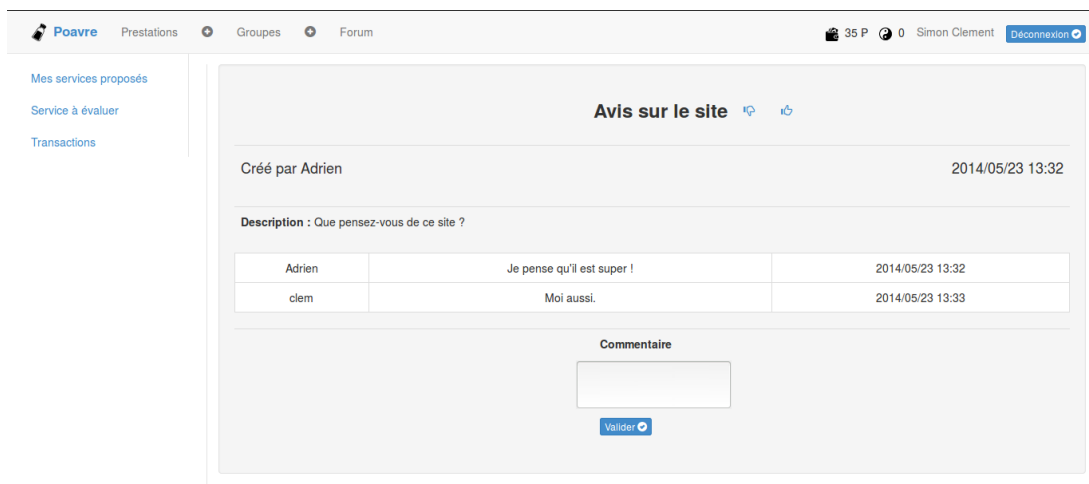 Poavre Prestations Groupes Forum 35 P 0 Simon Clement Déconnexion
Mes services proposés
Service à évaluer
Transactions
Avis sur le site
Créé par Adrien 2014/05/23 13:32
Description : Que pensez-vous de ce site ?
Adrien Je pense qu'il est super ! 2014/05/23 13:32
clem Moi aussi. 2014/05/23 13:33
Commentaire
Valider